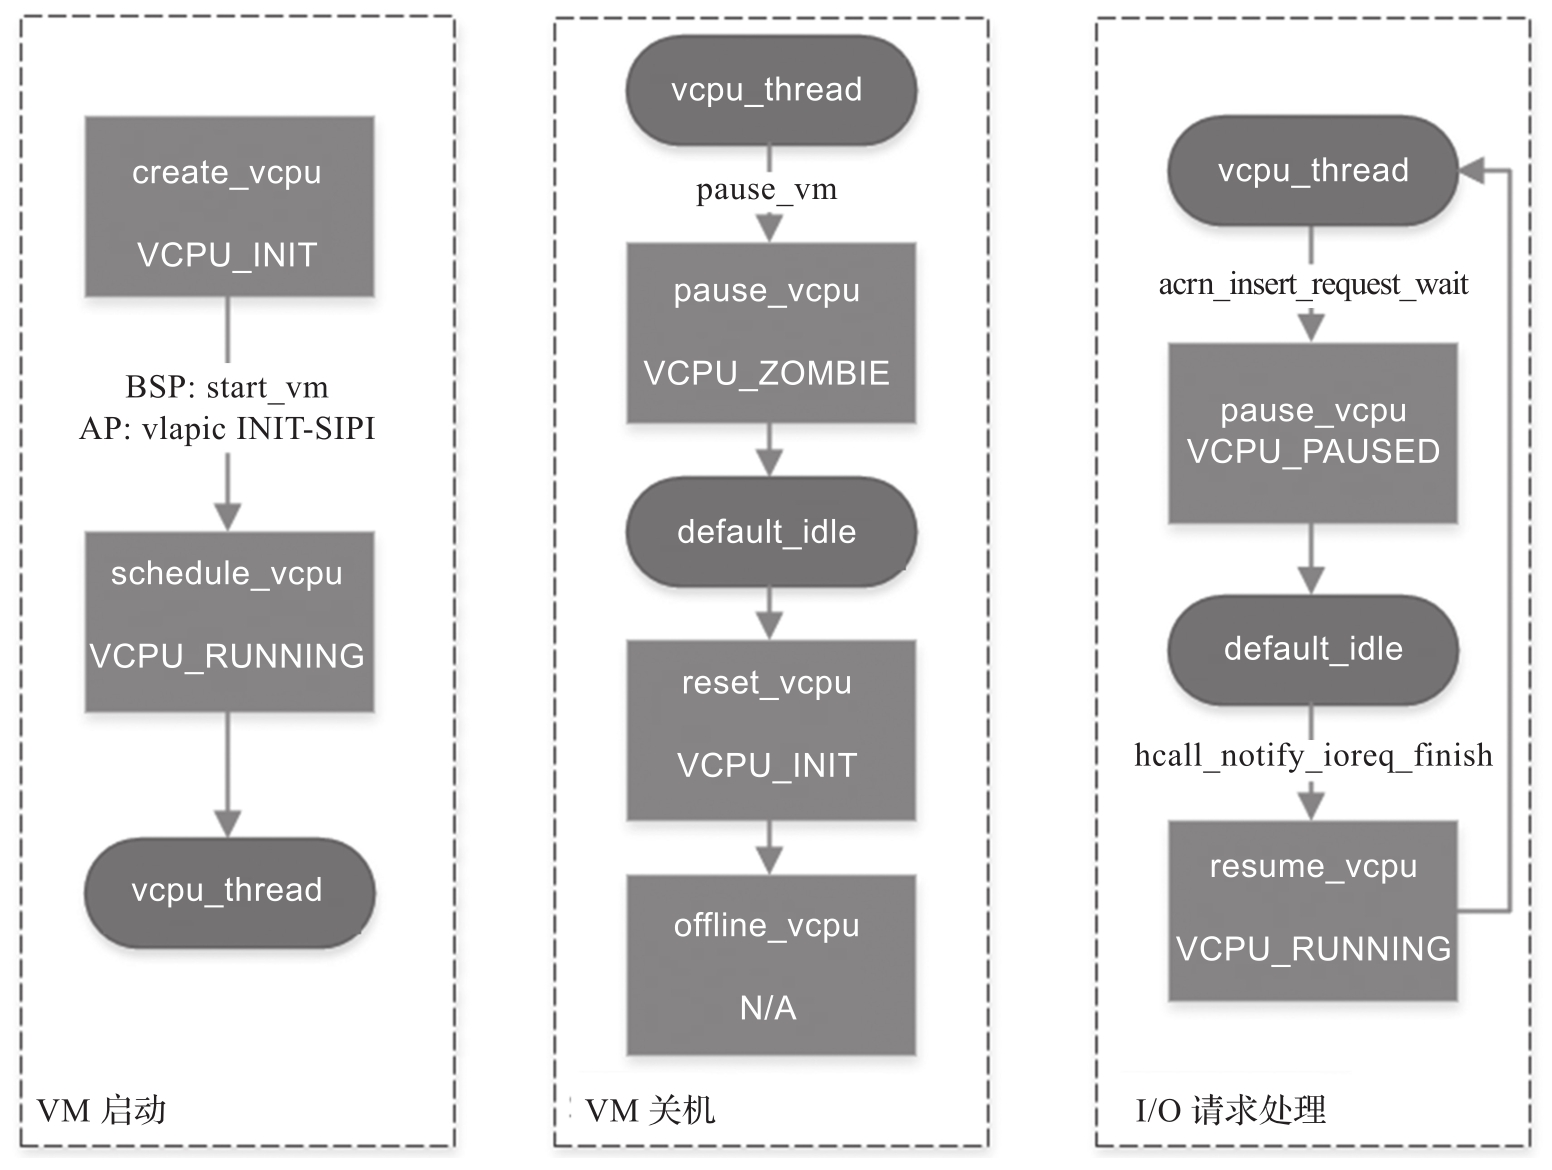 create_vcpu
VCPU_INIT
BSP: start_vm
AP: vlapic INIT-SIPI
schedule_vcpu
VCPU_RUNNING
vcpu_thread
VM 启动
vcpu_thread
pause_vm
pause_vcpu
VCPU_ZOMBIE
default_idle
reset_vcpu
VCPU_INIT
offline_vcpu
N/A
VM 关机
vcpu_thread
acrn_insert_request_wait
pause_vcpu
VCPU_PAUSED
default_idle
hcall_notify_ioreq_finish
resume_vcpu
VCPU_RUNNING
I/O 请求处理